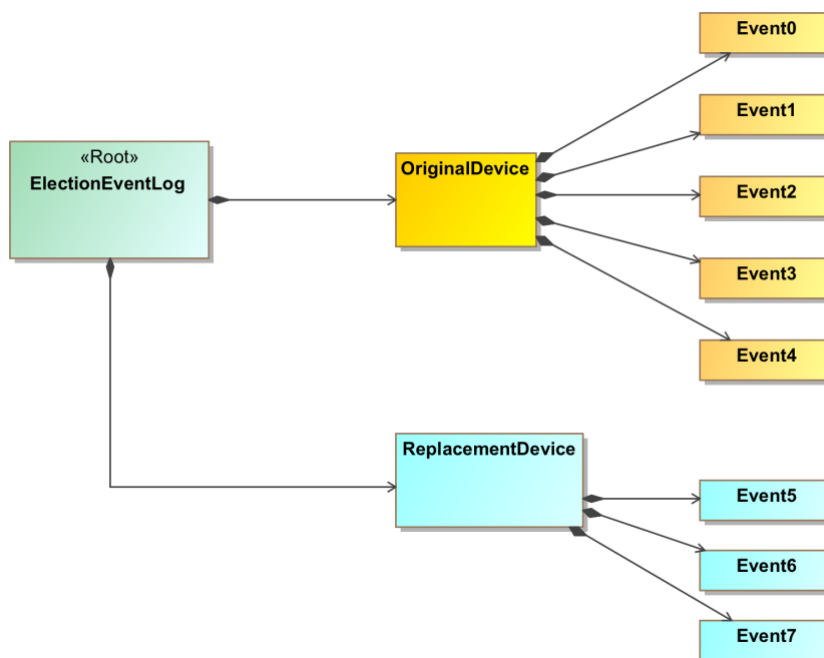 «Root»
ElectionEventLog
OriginalDevice
Event0
Event1
Event2
Event3
Event4
ReplacementDevice
Event5
Event6
Event7